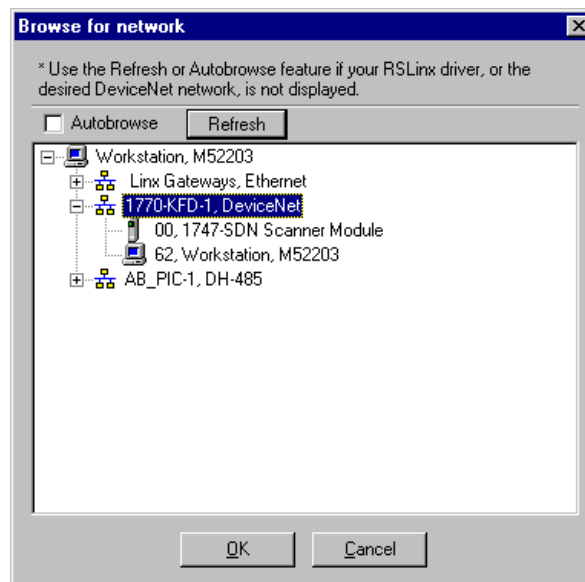 Browse for network
* Use the Refresh or Autobrowse feature if your RSLinx driver, or the
desired DeviceNet network, is not displayed.
Autobrowse Refresh
Workstation, M52203
Linx Gateways, Ethernet
1770-KFD-1, DeviceNet
00, 1747-SDN Scanner Module
62, Workstation, M52203
AB_PIC-1, DH-485
OK Cancel